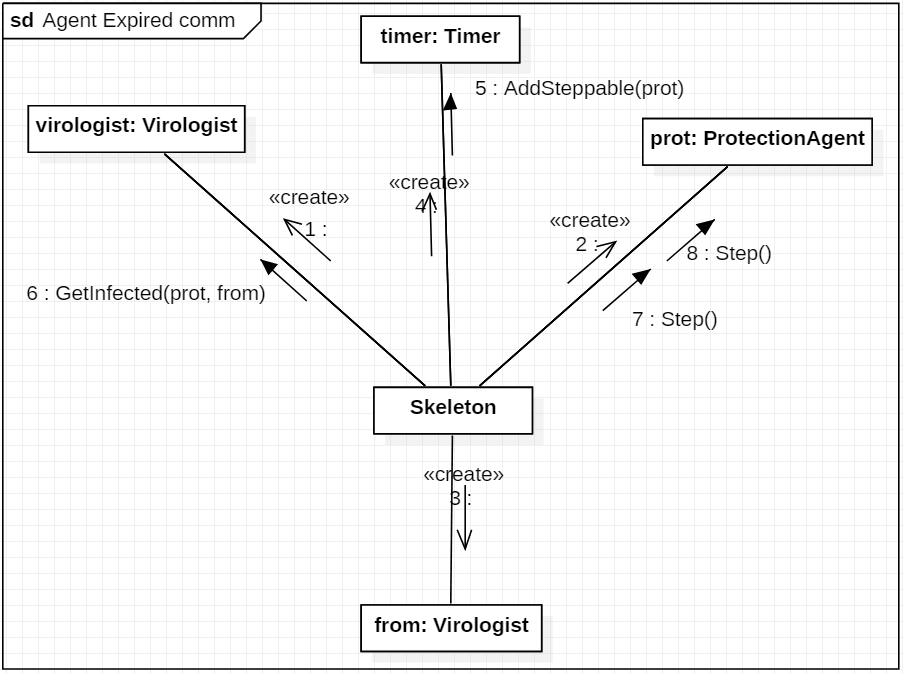 sd Agent Expired comm
timer: Timer
5 : AddSteppable(prot)
virologist: Virologist
prot: ProtectionAgent
«create»
4 :
«create»
1 :
«create»
2 :
8 : Step()
6 : GetInfected(prot, from)
7 : Step()
Skeleton
«create»
3 :
from: Virologist